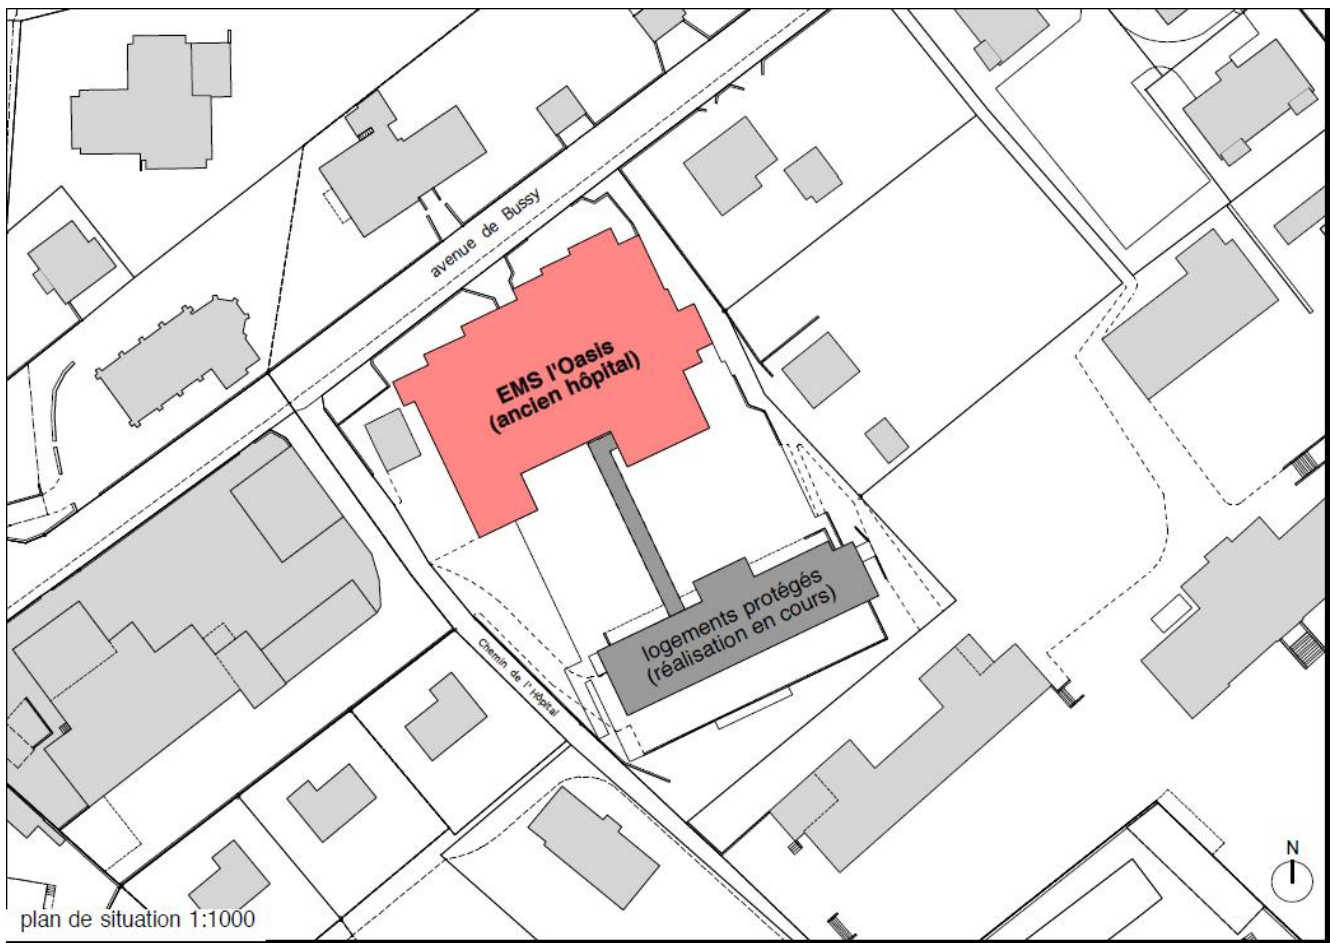 avenue de Bussy
EMS l'Oasis
(ancien hôpital)
logements protégés
(réalisation en cours)
Chemin de l'Hôpital
N
plan de situation 1:1000